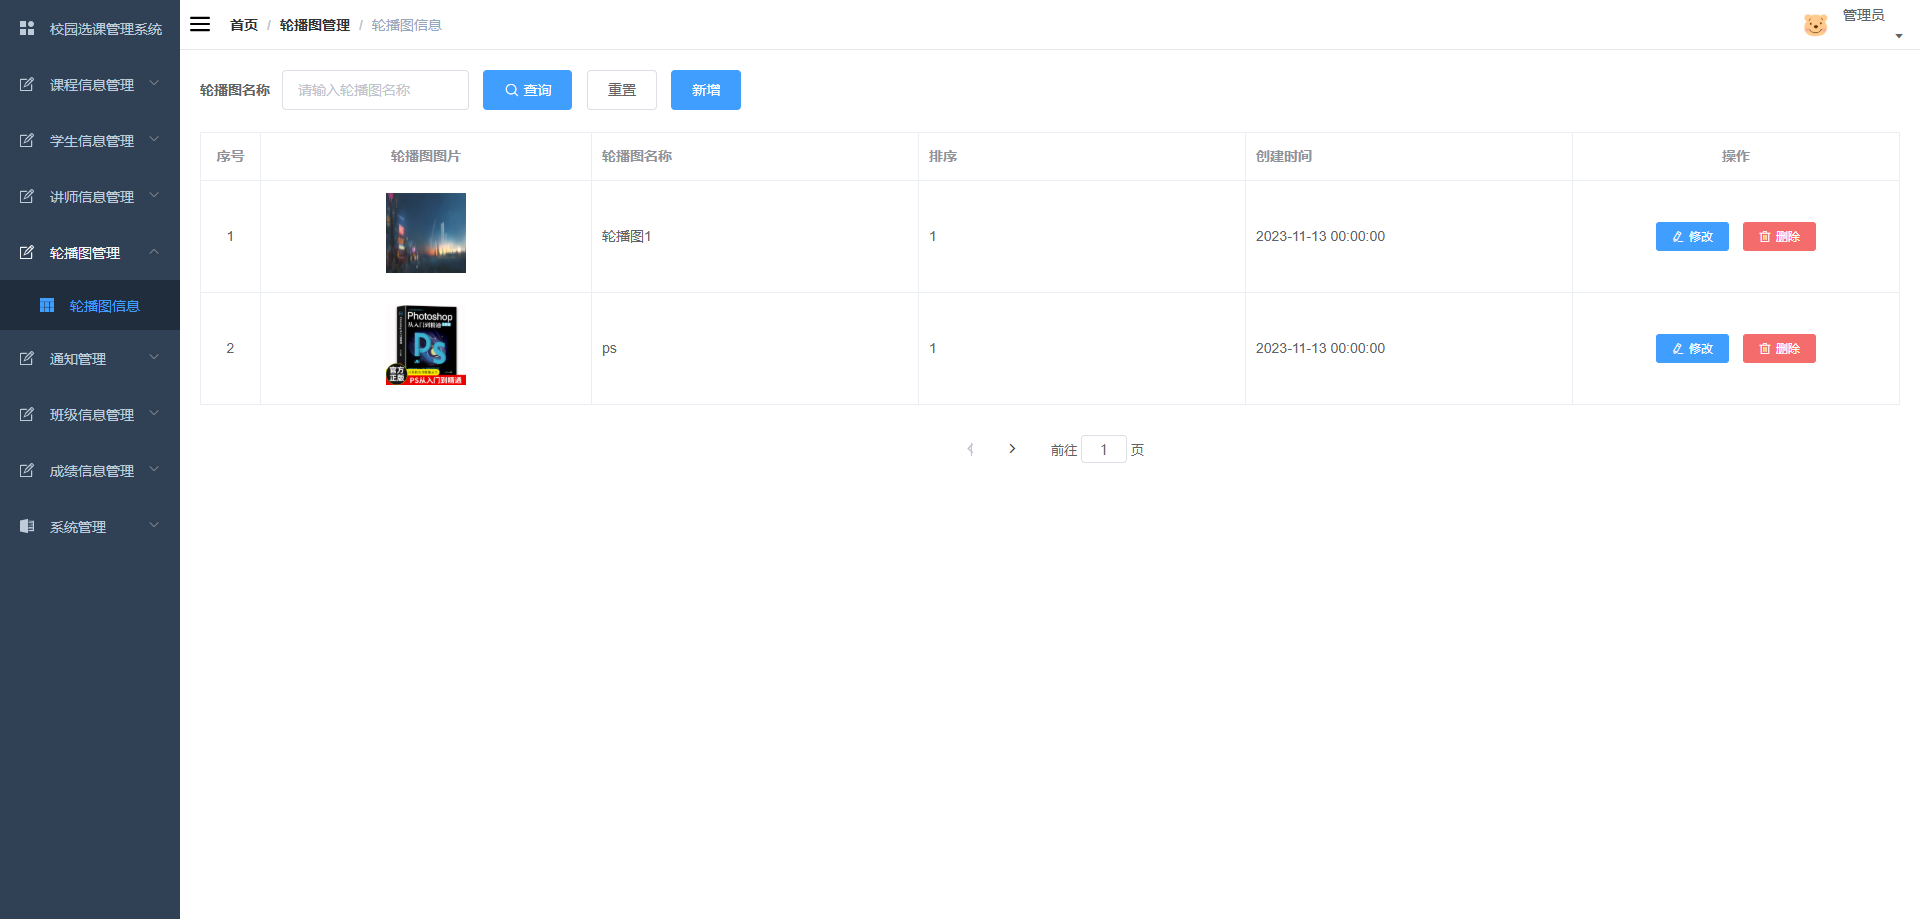 校园选课管理系统
课程信息管理
学生信息管理
讲师信息管理
轮播图管理
轮播图信息
通知管理
班级信息管理
成绩信息管理
系统管理
首页 / 轮播图管理 / 轮播图信息
管理员
轮播图名称 请输入轮播图名称 查询 重置 新增
序号 轮播图图片 轮播图名称 排序 创建时间 操作
1 轮播图1 1 2023-11-13 00:00:00 修改 删除
Photoshop
从入门到精通
Ps
官方
正版
PS从入门到精通
2 ps 1 2023-11-13 00:00:00 修改 删除
前往 1 页